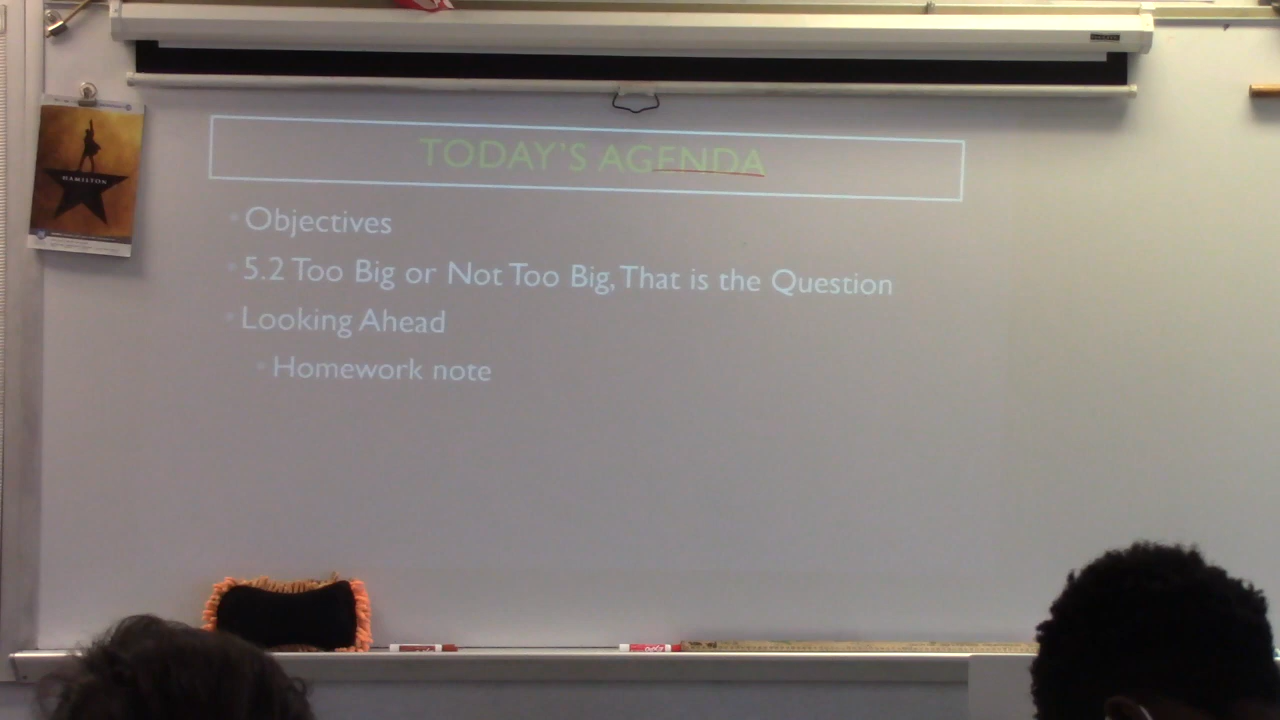 TODAY'S AGENDA
HAMILTON
Objectives
5.2 Too Big or Not Too Big, That is the Question
Looking Ahead
Homework note